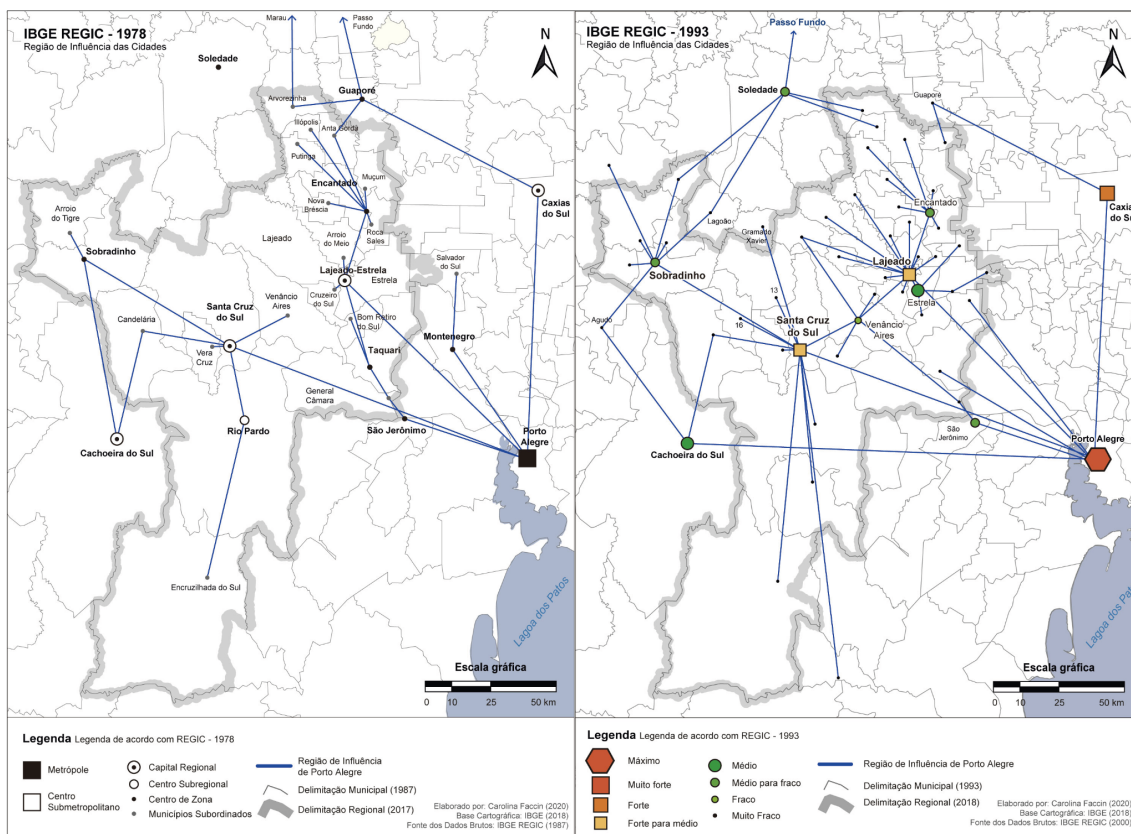 IBGE REGIC - 1978
Região de Influência das Cidades
Marau
Passo
Fundo
N
Soledade
Guaporé
Arvorezinha
Ilópolis
Anta Gorda
Putinga
Muçum
Encantado
Nova
Bréscia
Roca
Sales
Caxias
do Sul
Arroio
do Tigre
Sobradinho
Lajeado
Arroio
do Meio
Lajeado-Estrela
Estrela
Salvador
do Sul
Cruzeiro
do Sul
Santa Cruz
do Sul
Venâncio
Aires
Bom Retiro
do Sul
Candelária
Vera
Cruz
Taquari
Montenegro
General
Câmara
Rio Pardo
São Jerônimo
Porto
Alegre
Cachoeira do Sul
Encruzilhada do Sul
Lagoa dos Patos
Escala gráfica
0 10 25 50 km
Legenda Legenda de acordo com REGIC - 1978
Metrópole
Centro
Submetropolitano
Capital Regional
Centro Subregional
Centro de Zona
Municípios Subordinados
Região de Influência
de Porto Alegre
Delimitação Municipal (1987)
Delimitação Regional (2017)
Elaborado por: Carolina Faccin (2020)
Base Cartográfica: IBGE (2018)
Fonte dos Dados Brutos: IBGE REGIC (1987)
IBGE REGIC - 1993
Região de Influência das Cidades
Passo Fundo
N
Soledade
Guaporé
Caxias
do Sul
Encantado
Lagoão
Gramado
Xavier
Lajeado
Sobradinho
Estrela
13
16
Agudo
Santa Cruz
do Sul
Venâncio
Aires
São
Jerônimo
Porto Alegre
Cachoeira do Sul
Lagoa dos Patos
Escala gráfica
0 10 25 50 km
Legenda Legenda de acordo com REGIC - 1993
Máximo
Muito forte
Forte
Forte para médio
Médio
Médio para fraco
Fraco
Muito Fraco
Região de Influência de Porto Alegre
Delimitação Municipal (1993)
Delimitação Regional (2018)
Elaborado por: Carolina Faccin (2020)
Base Cartográfica: IBGE (2018)
Fonte dos Dados Brutos: IBGE REGIC (2000)